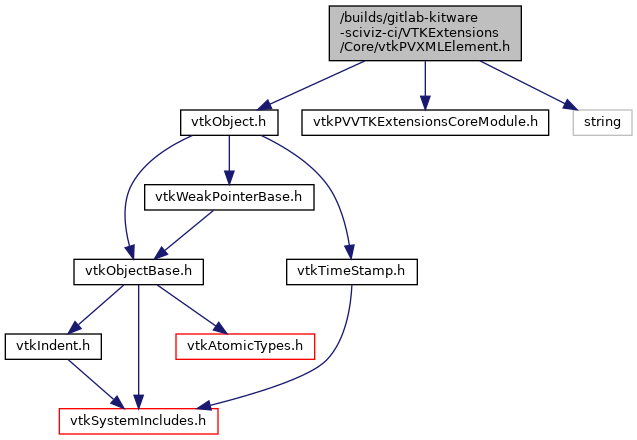 /builds/gitlab-kitware
-sciviz-ci/VTKExtensions
/Core/vtkPVXMLElement.h
vtkObject.h
vtkPVVTKExtensionsCoreModule.h
string
vtkWeakPointerBase.h
vtkObjectBase.h
vtkTimeStamp.h
vtkIndent.h
vtkAtomicTypes.h
vtkSystemIncludes.h